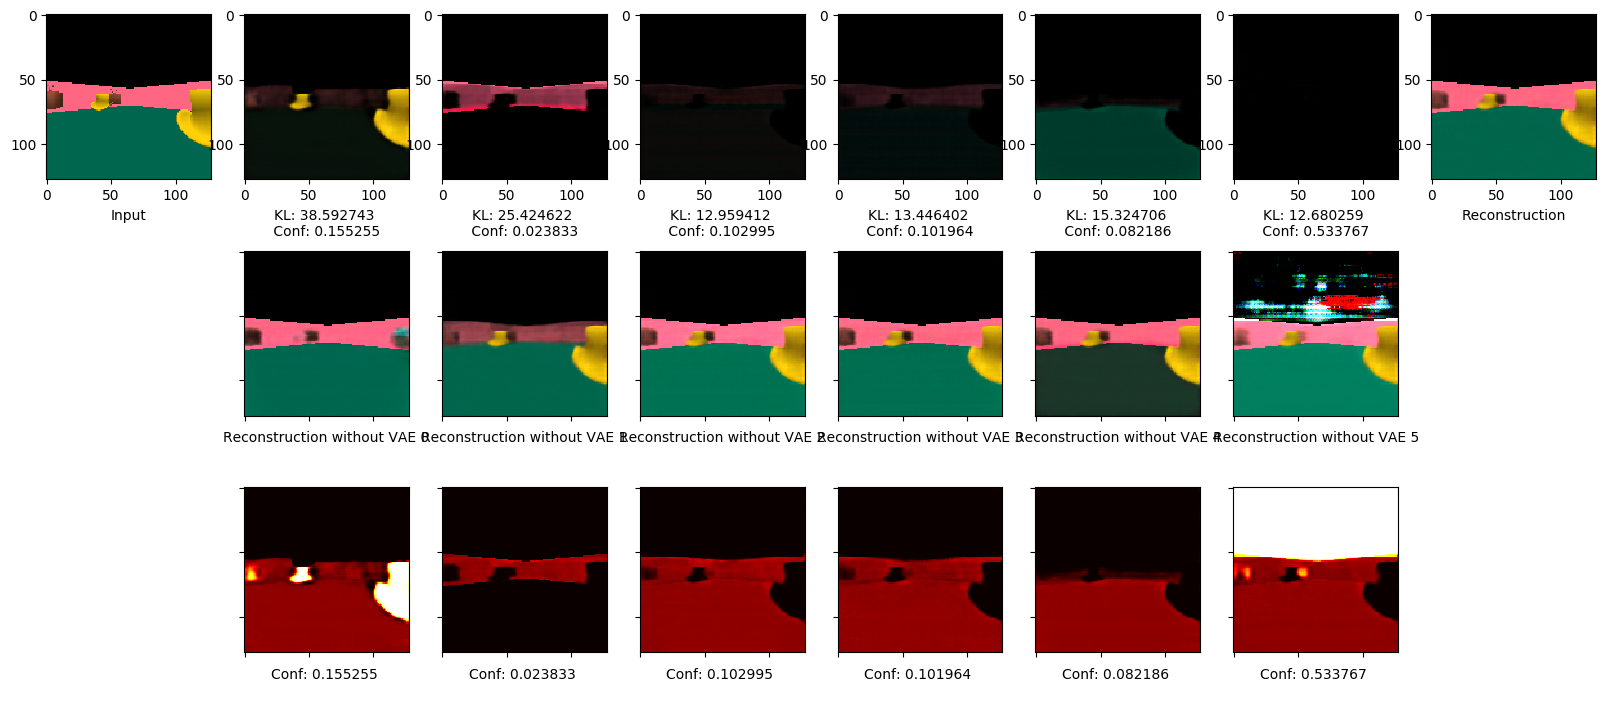 0
50
100
0 50 100
Input
0
50
100
0 50 100
KL: 38.592743
Conf: 0.155255
0
50
100
0 50 100
KL: 25.424622
Conf: 0.023833
0
50
100
0 50 100
KL: 12.959412
Conf: 0.102995
0
50
100
0 50 100
KL: 13.446402
Conf: 0.101964
0
50
100
0 50 100
KL: 15.324706
Conf: 0.082186
0
50
100
0 50 100
KL: 12.680259
Conf: 0.533767
0
50
100
0 50 100
Reconstruction
Reconstruction without VAE 0
Reconstruction without VAE 1
Reconstruction without VAE 2
Reconstruction without VAE 3
Reconstruction without VAE 4
Reconstruction without VAE 5
Conf: 0.155255
Conf: 0.023833
Conf: 0.102995
Conf: 0.101964
Conf: 0.082186
Conf: 0.533767